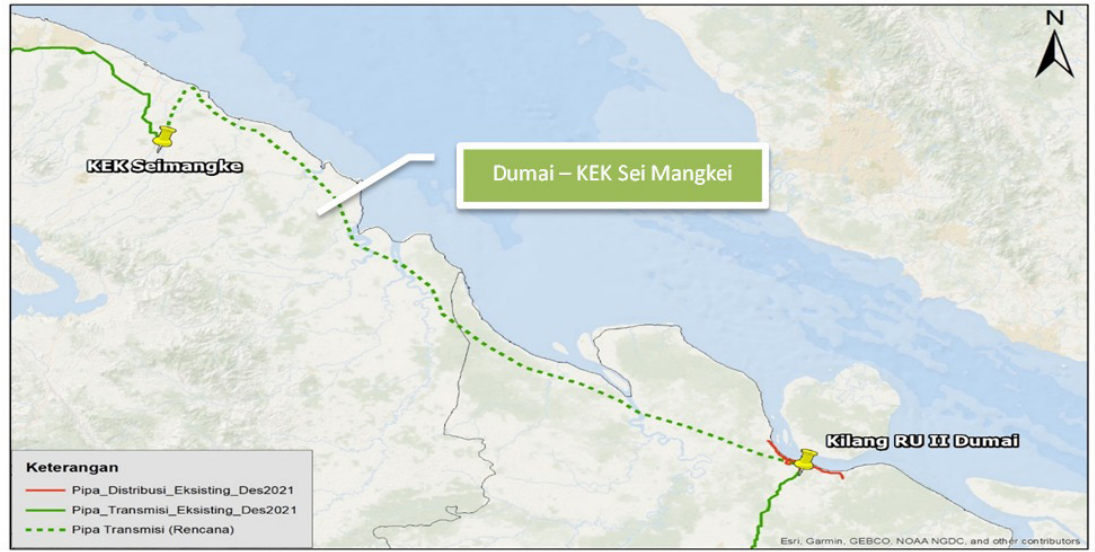 N
KEK Seimangke
Dumai – KEK Sei Mangkei
Kilang RU II Dumai
Keterangan
Pipa_Distribusi_Eksisting_Des2021
Pipa_Transmisi_Eksisting_Des2021
Pipa Transmisi (Rencana)
Esri, Garmin, GEBCO, NOAA NGDC, and other contributors